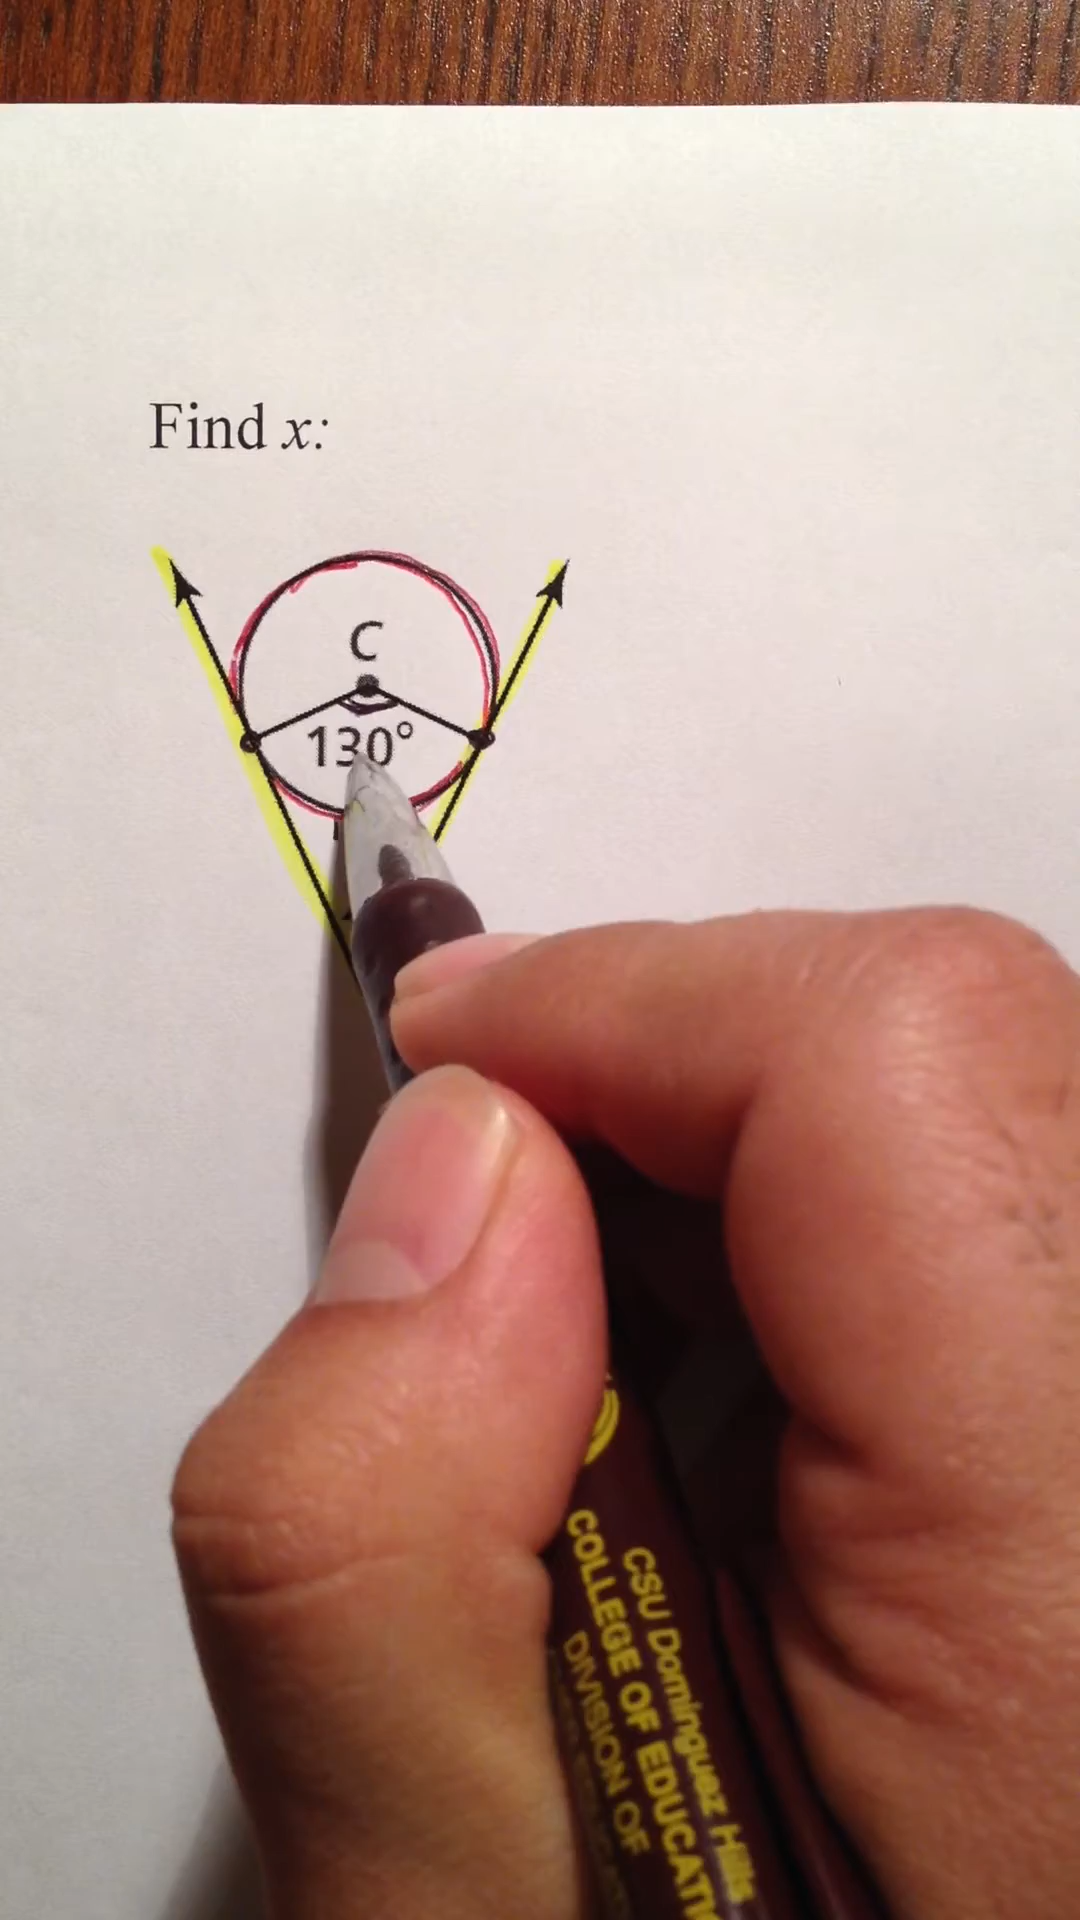 Find x:
C
130°
CSU Dominguez Hills
COLLEGE OF EDUCATI
DIVISION OF